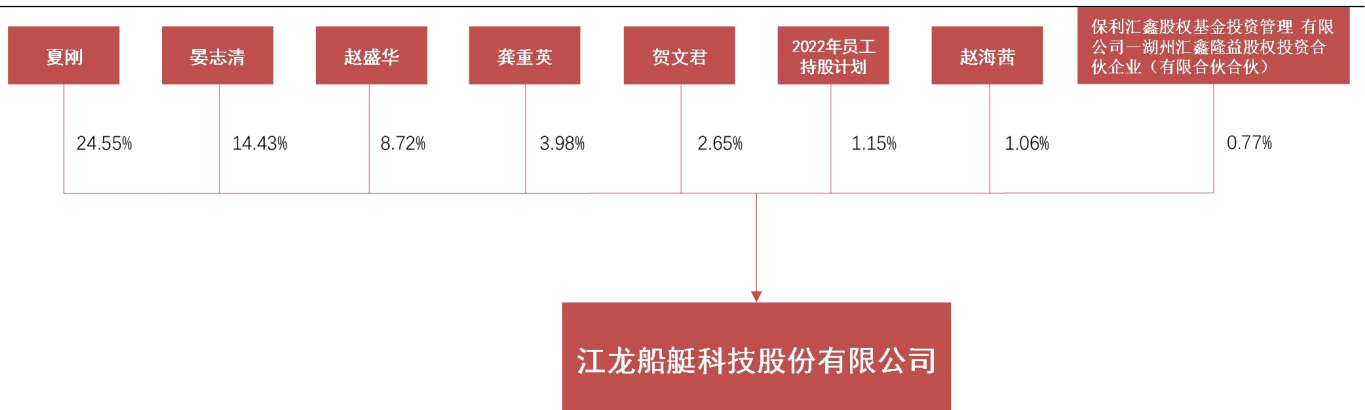 夏刚
晏志清
赵盛华
龚重英
贺文君
2022年员工
持股计划
赵海茜
保利汇鑫股权基金投资管理 有限
公司—湖州汇鑫隆益股权投资合
伙企业（有限合伙合伙）
24.55%
14.43%
8.72%
3.98%
2.65%
1.15%
1.06%
0.77%
江龙船艇科技股份有限公司